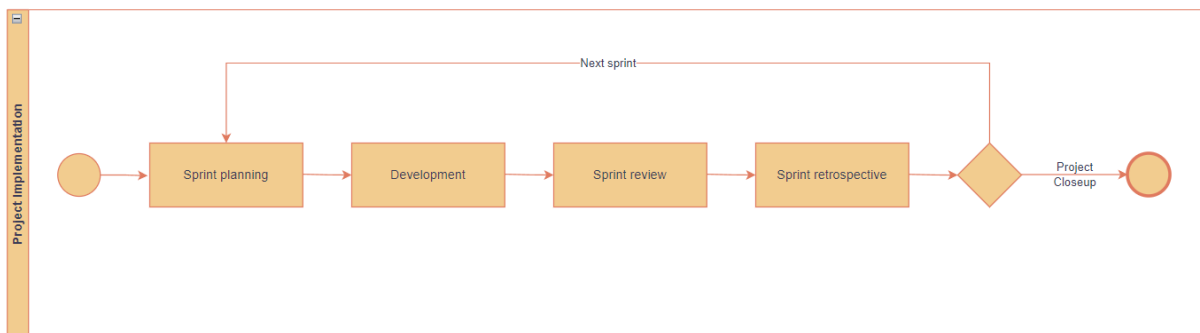 Project Implementation
Next sprint
Sprint planning
Development
Sprint review
Sprint retrospective
Project
Closeup